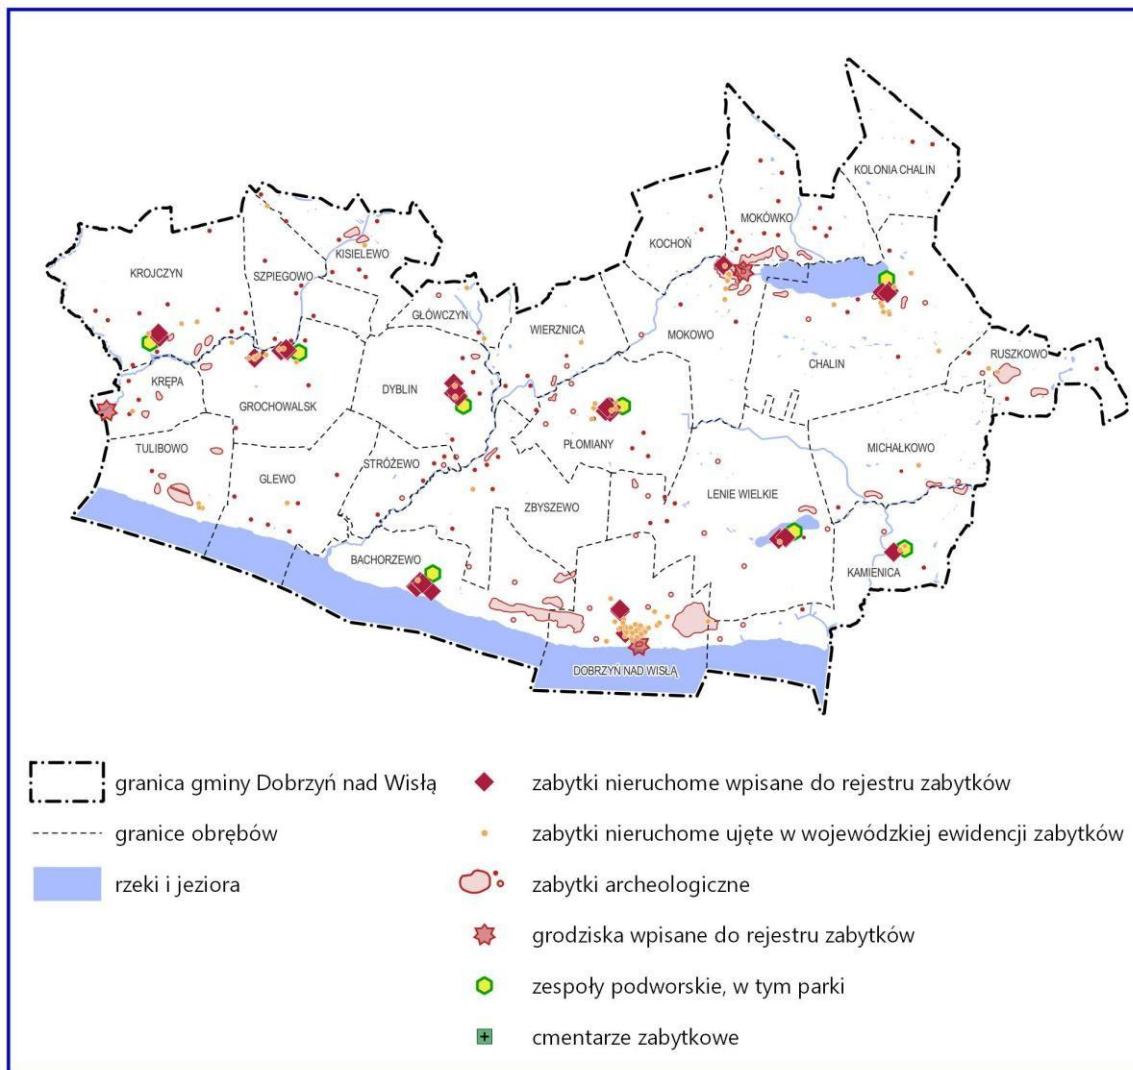 KOLONIA CHALIN
MOKÓWKO
KOCHOŃ
KISIELEWO
KROJCZYN
SZPIEGOWO
GŁÓWCZYN
WIERZNICA
MOKOWO
RUSZKOWO
CHALIN
KRĘPA
DYBLIN
GROCHOWALSK
PŁOMIANY
MICHAŁKOWO
TULIBOWO
STRÓŻEWO
GLEWO
LENIE WIELKIE
ZBYSZEWO
BACHORZEWO
KAMIENICA
DOBRZYŃ NAD WISŁĄ
granica gminy Dobrzyń nad Wisłą
granice obrębów
rzeki i jeziora
zabytki nieruchome wpisane do rejestru zabytków
zabytki nieruchome ujęte w wojewódzkiej ewidencji zabytków
zabytki archeologiczne
grodziska wpisane do rejestru zabytków
zespoły podworskie, w tym parki
cmentarze zabytkowe